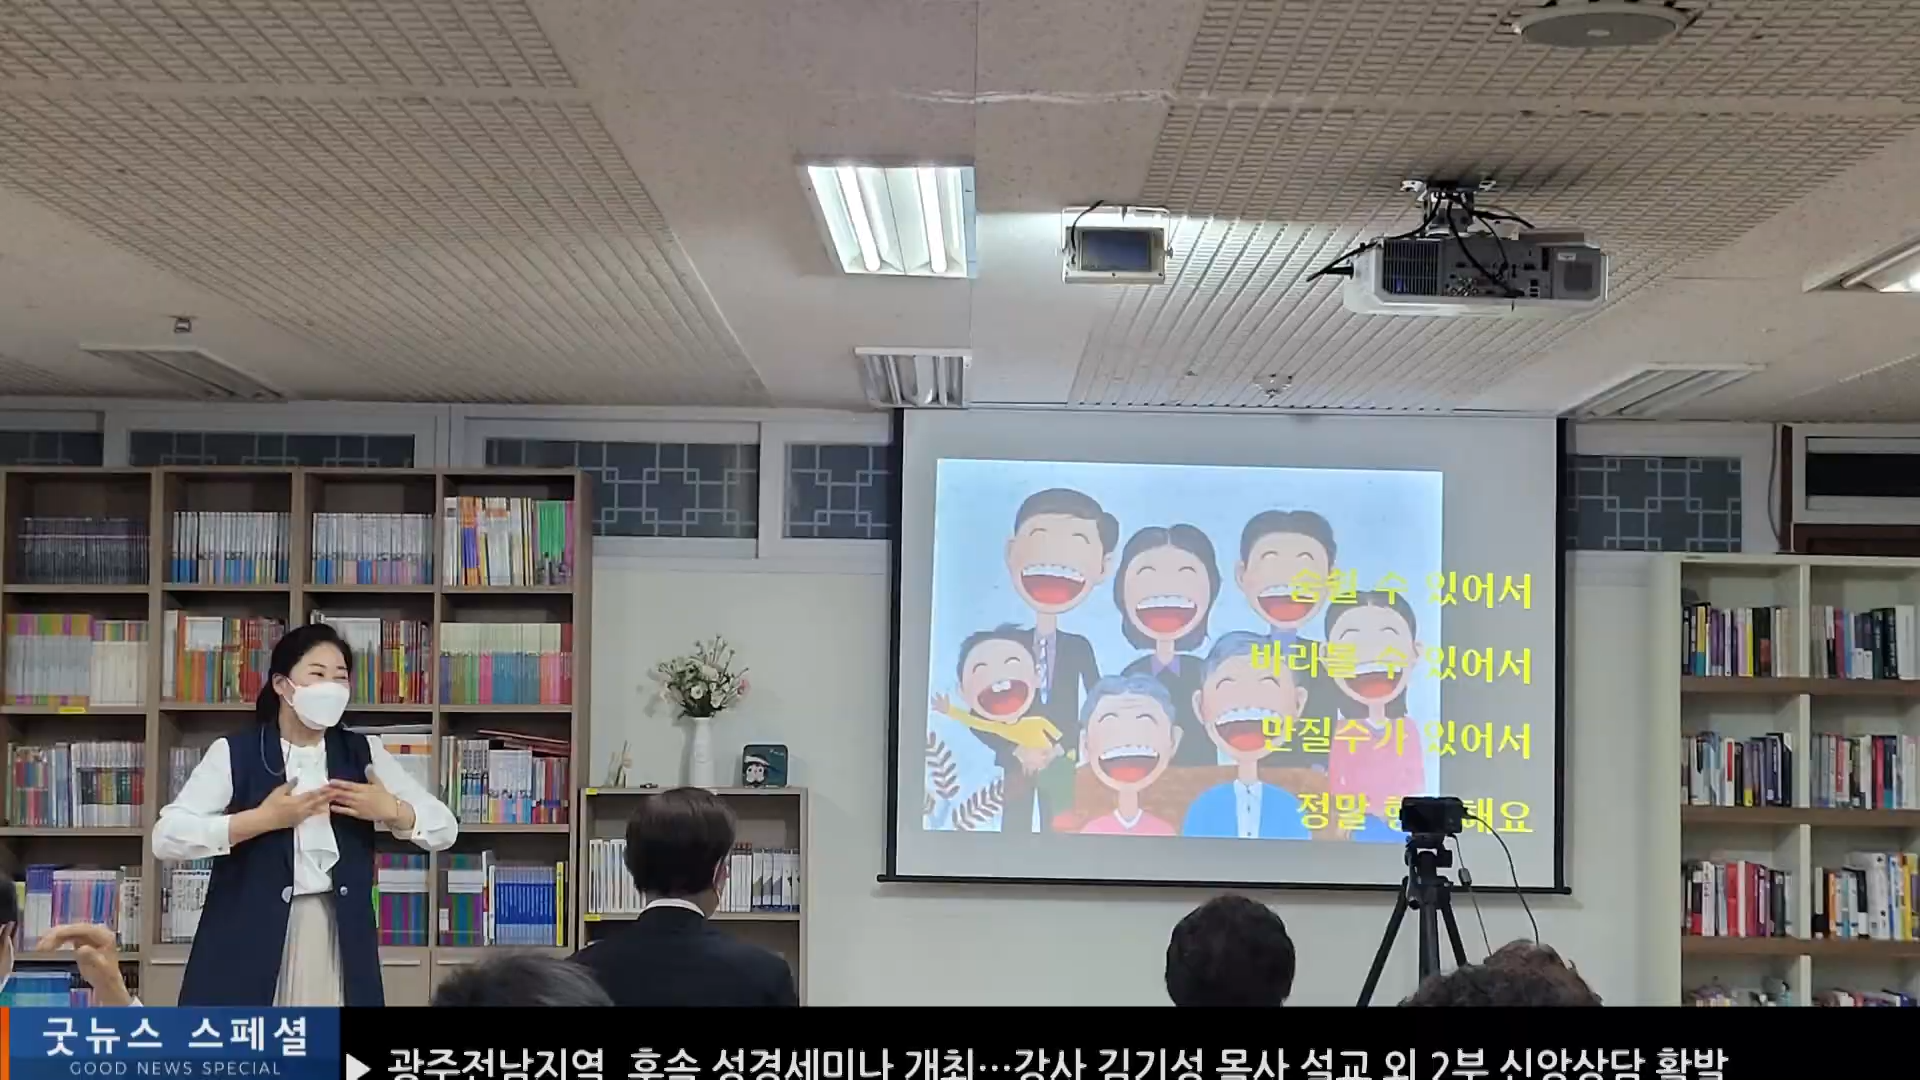 숨쉴 수 있어서
바라볼 수 있어서
만질수가 있어서
정말 해요
굿뉴스 스페셜
GOOD NEWS SPECIAL
▶ 광주전남지역 후속 성경세미나 개최…강사 김기성 목사 설교 외 2부 신앙상담 활발